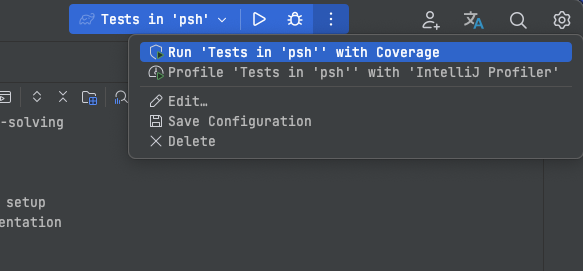 Tests in 'psh'
Run 'Tests in 'psh'' with Coverage
Profile 'Tests in 'psh'' with 'IntelliJ Profiler'
Edit…
Save Configuration
Delete
-solving
setup
entation